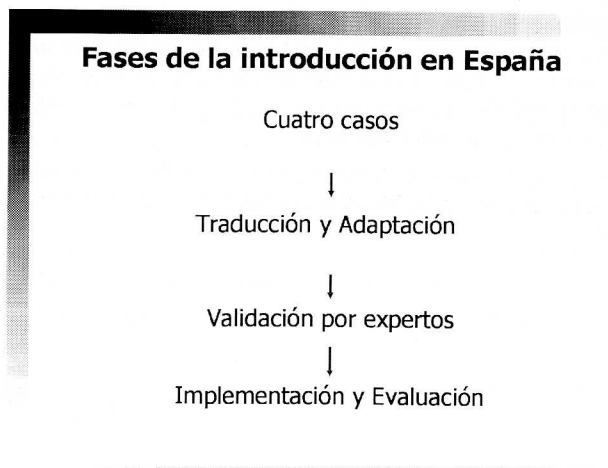 Fases de la introducción en España
Cuatro casos
Traducción y Adaptación
Validación por expertos
Implementación y Evaluación